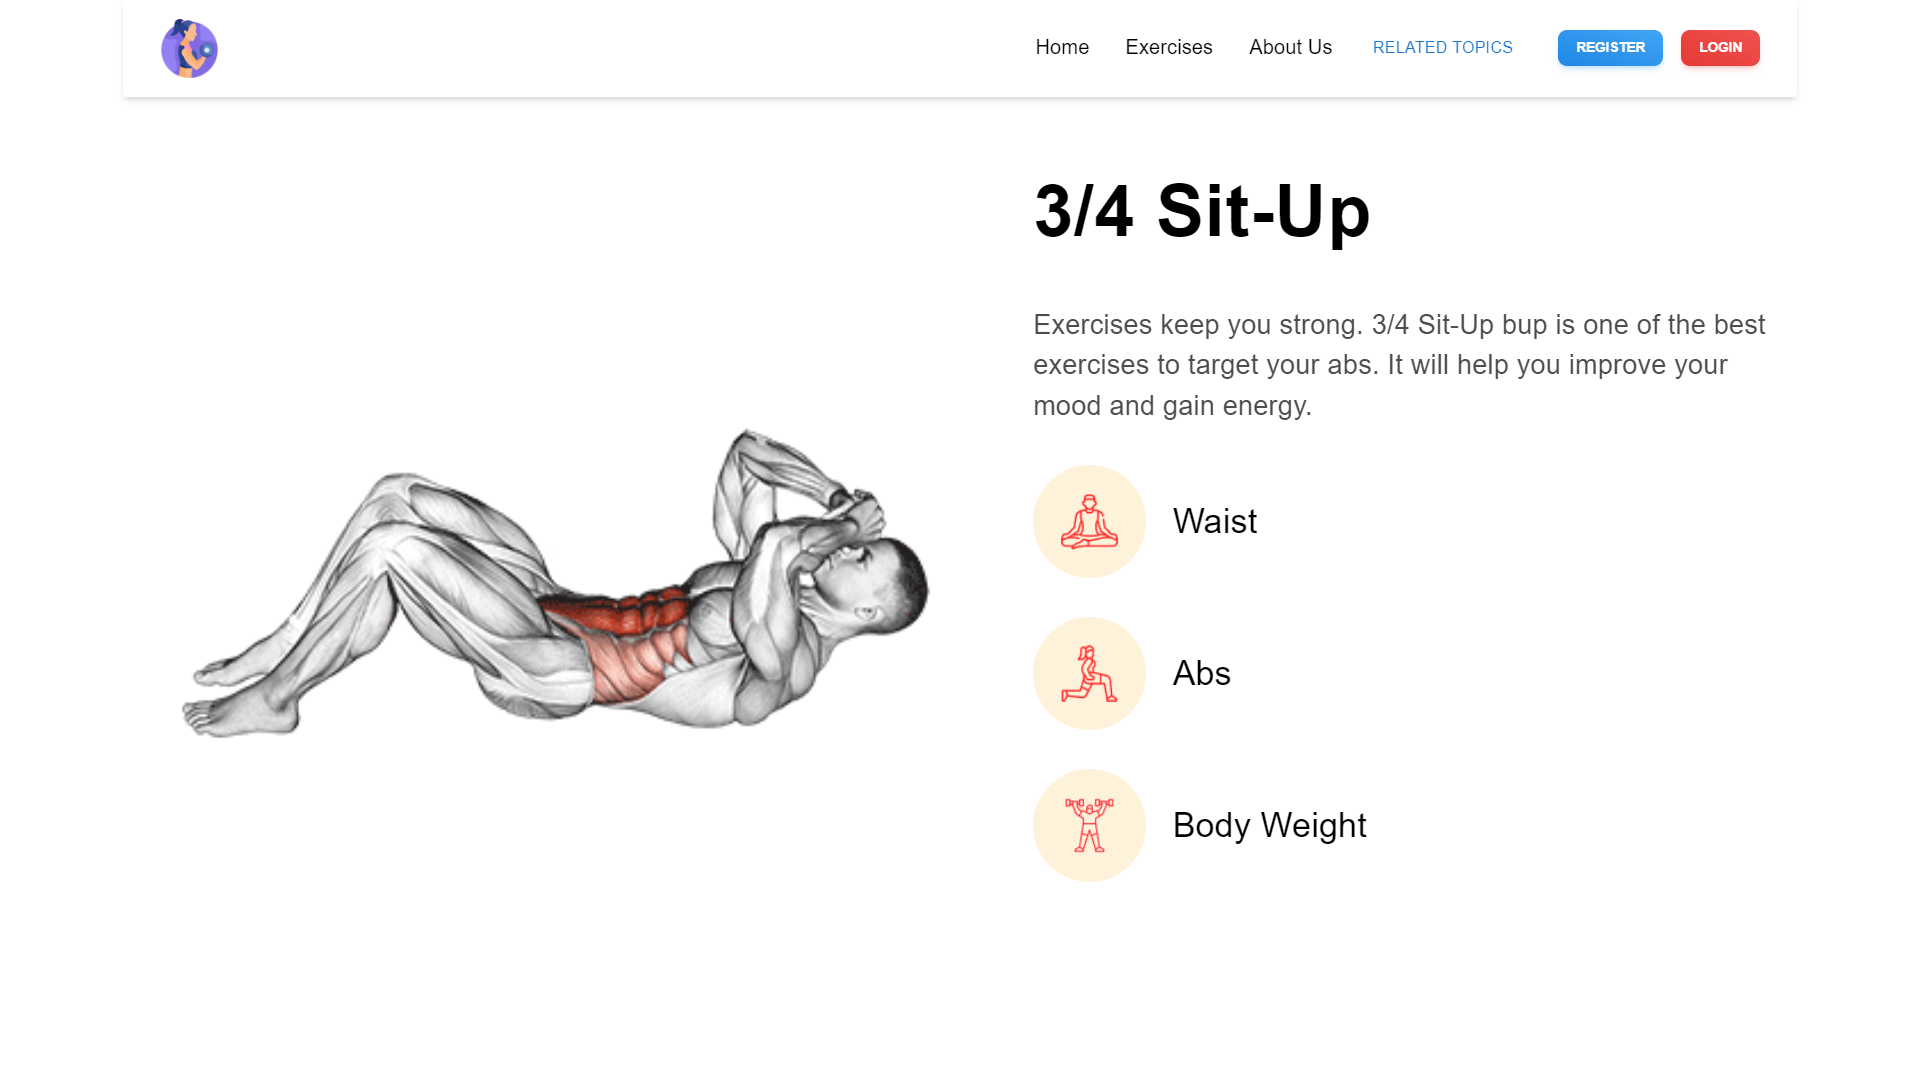 Home Exercises About Us RELATED TOPICS REGISTER LOGIN
3/4 Sit-Up
Exercises keep you strong. 3/4 Sit-Up bup is one of the best
exercises to target your abs. It will help you improve your
mood and gain energy.
Waist
Abs
Body Weight